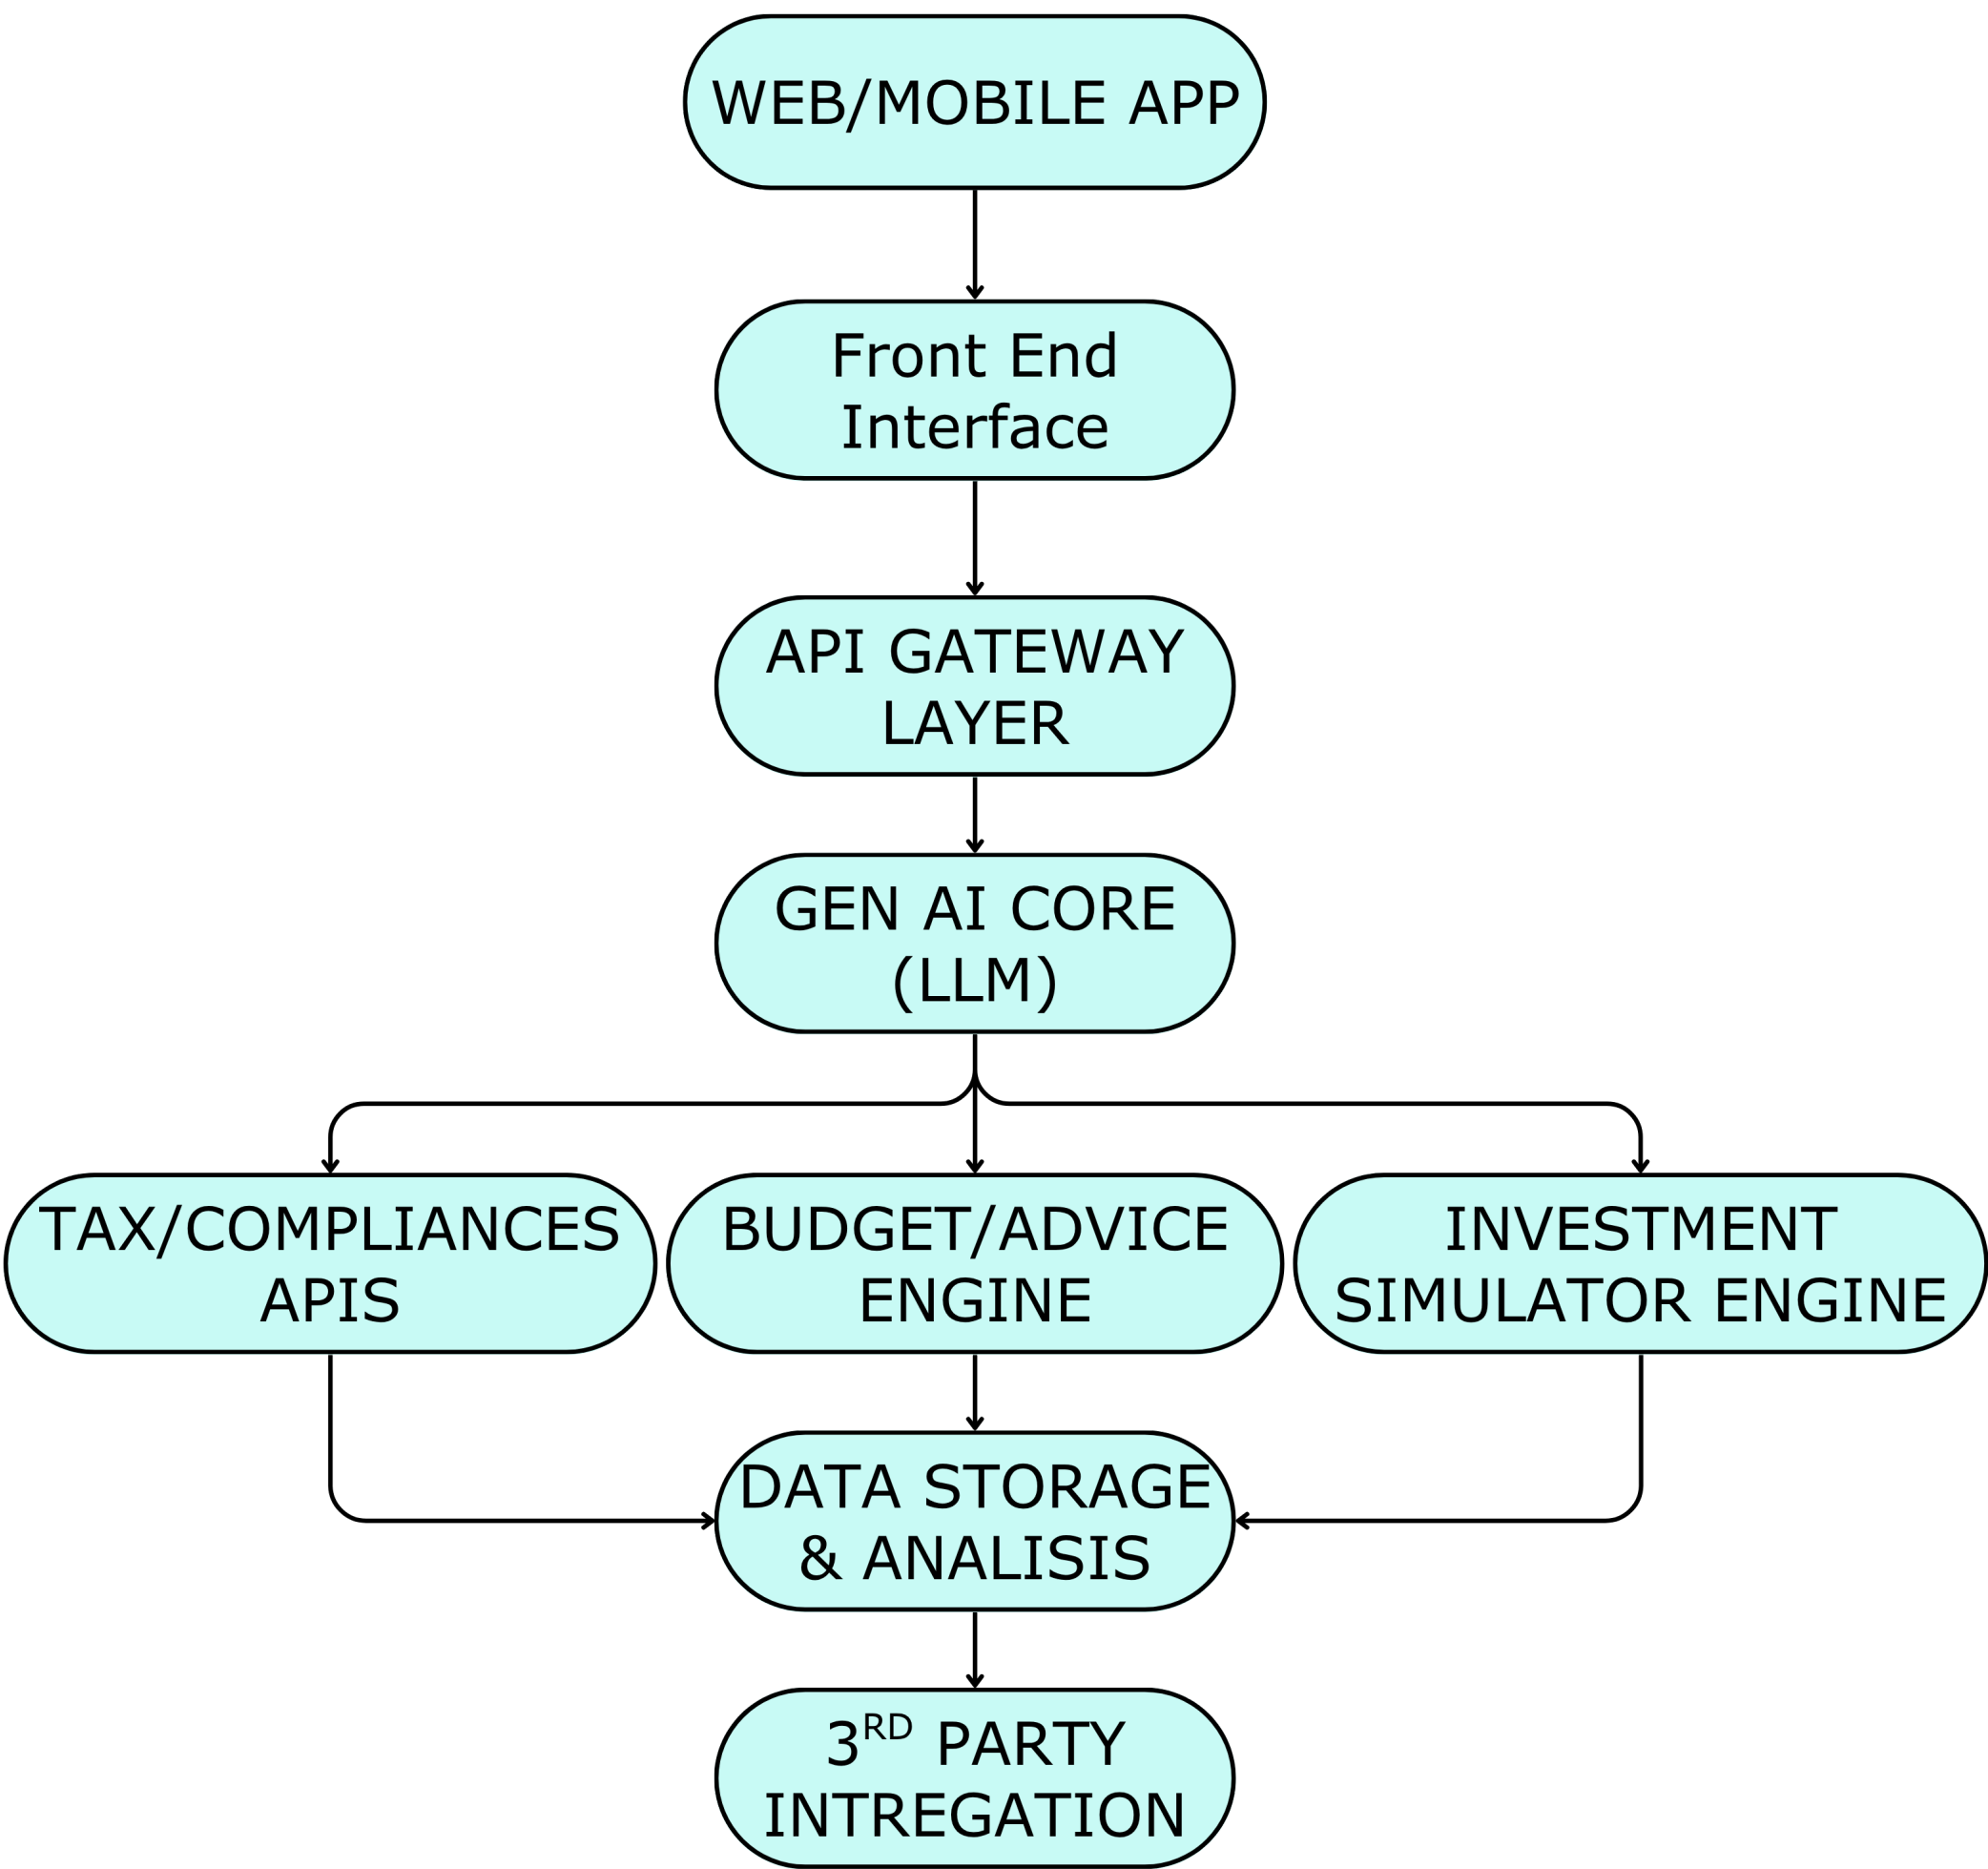 WEB/MOBILE APP
Front End
Interface
API GATEWAY
LAYER
GEN AI CORE
(LLM)
TAX/COMPLIANCES
APIS
BUDGET/ADVICE
ENGINE
INVESTMENT
SIMULATOR ENGINE
DATA STORAGE
& ANALISIS
3RD PARTY
INTREGATION